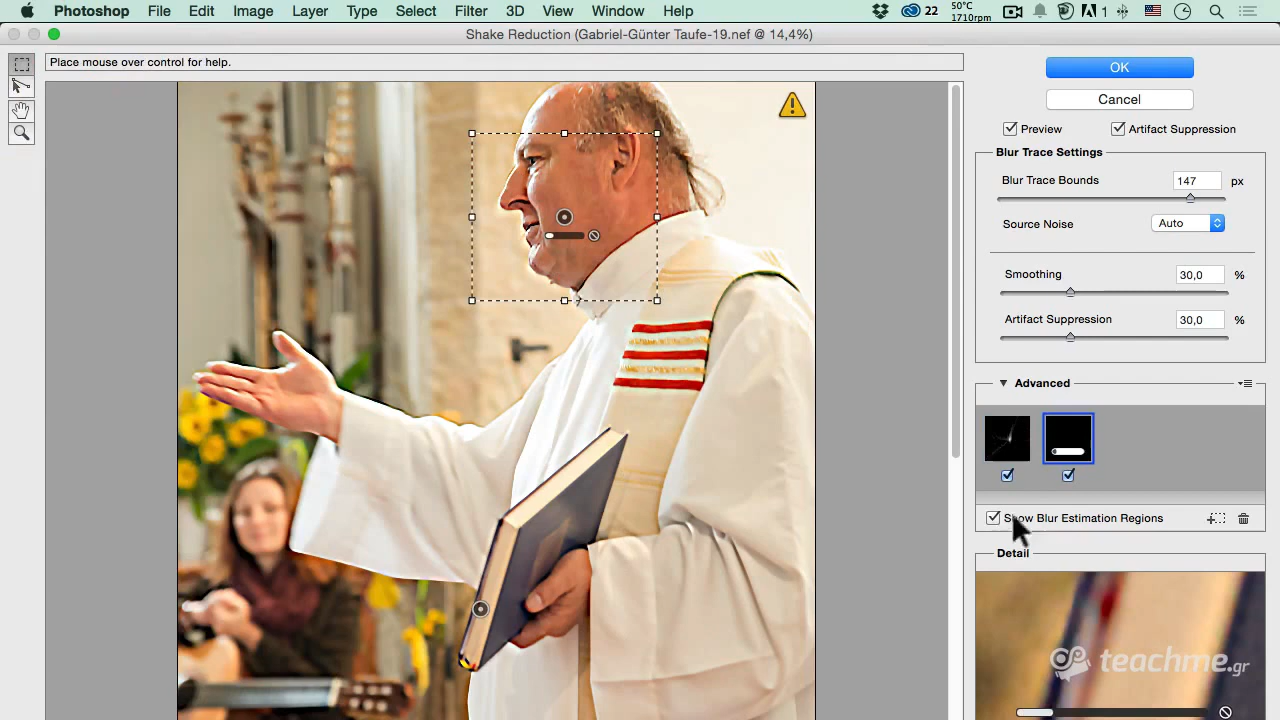 Photoshop File Edit Image Layer Type Select Filter 3D View Window Help 22 50°C 1710rpm 1
Shake Reduction (Gabriel-Günter Taufe-19.nef @ 14,4%)
Place mouse over control for help.
OK
Cancel
Preview Artifact Suppression
Blur Trace Settings
Blur Trace Bounds 147 px
Source Noise Auto
Smoothing 30,0 %
Artifact Suppression 30,0 %
Advanced
Show Blur Estimation Regions
Detail
teachme.gr